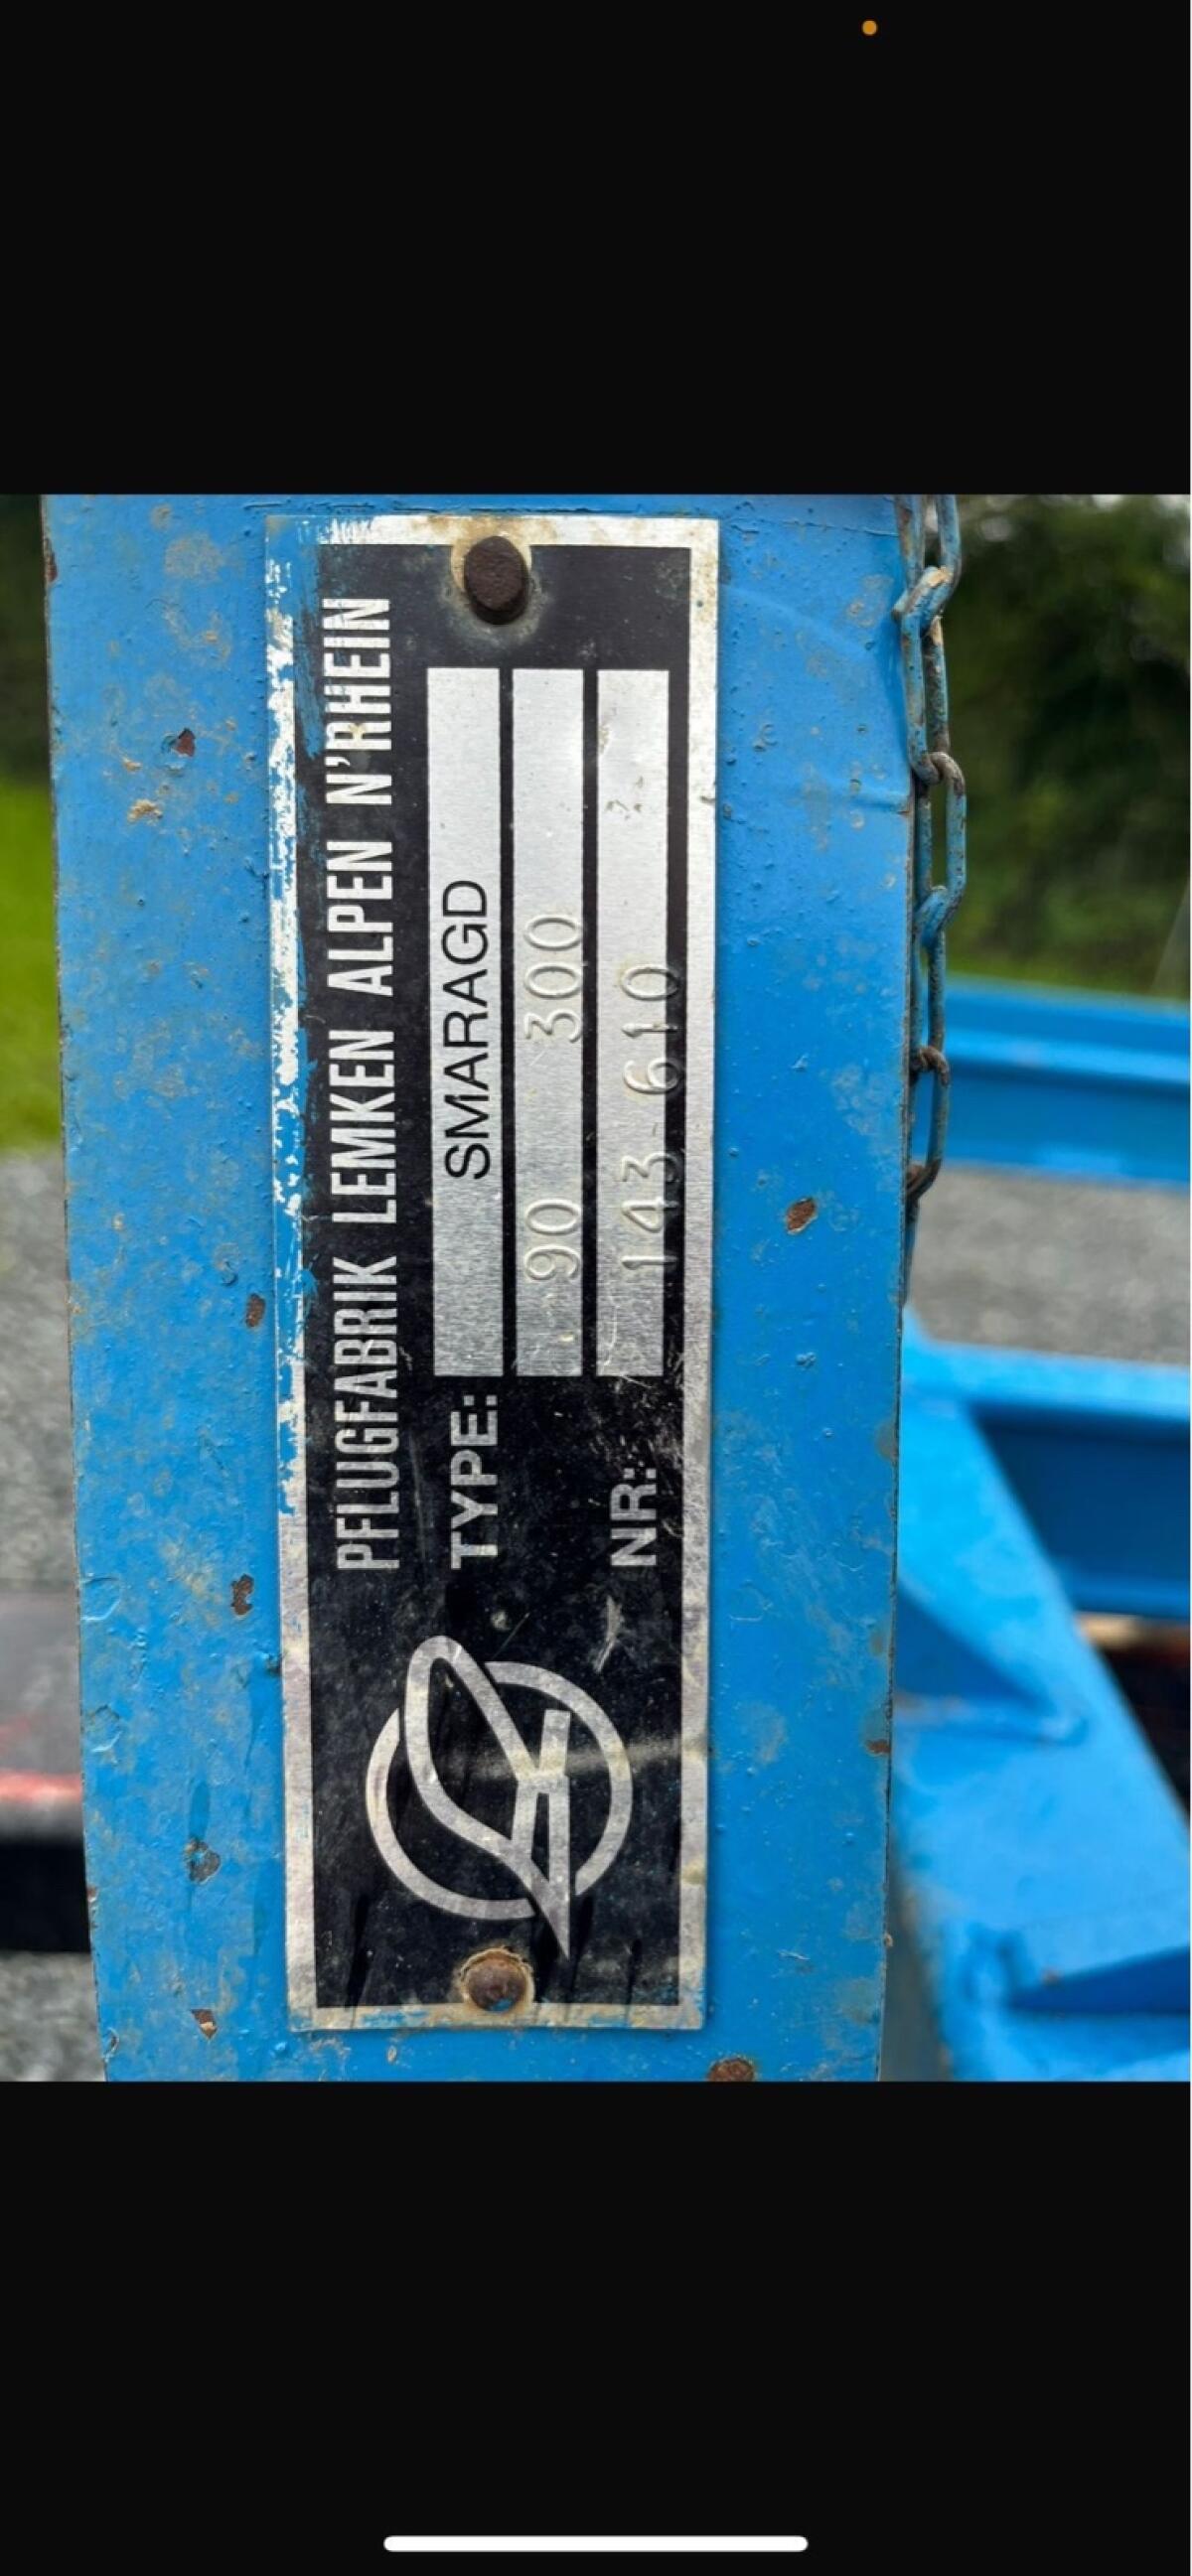 PFLUGFABRIK LEMKEN ALPEN N'RHEIN
TYPE: SMARAGD
90 300
NR: 143 610